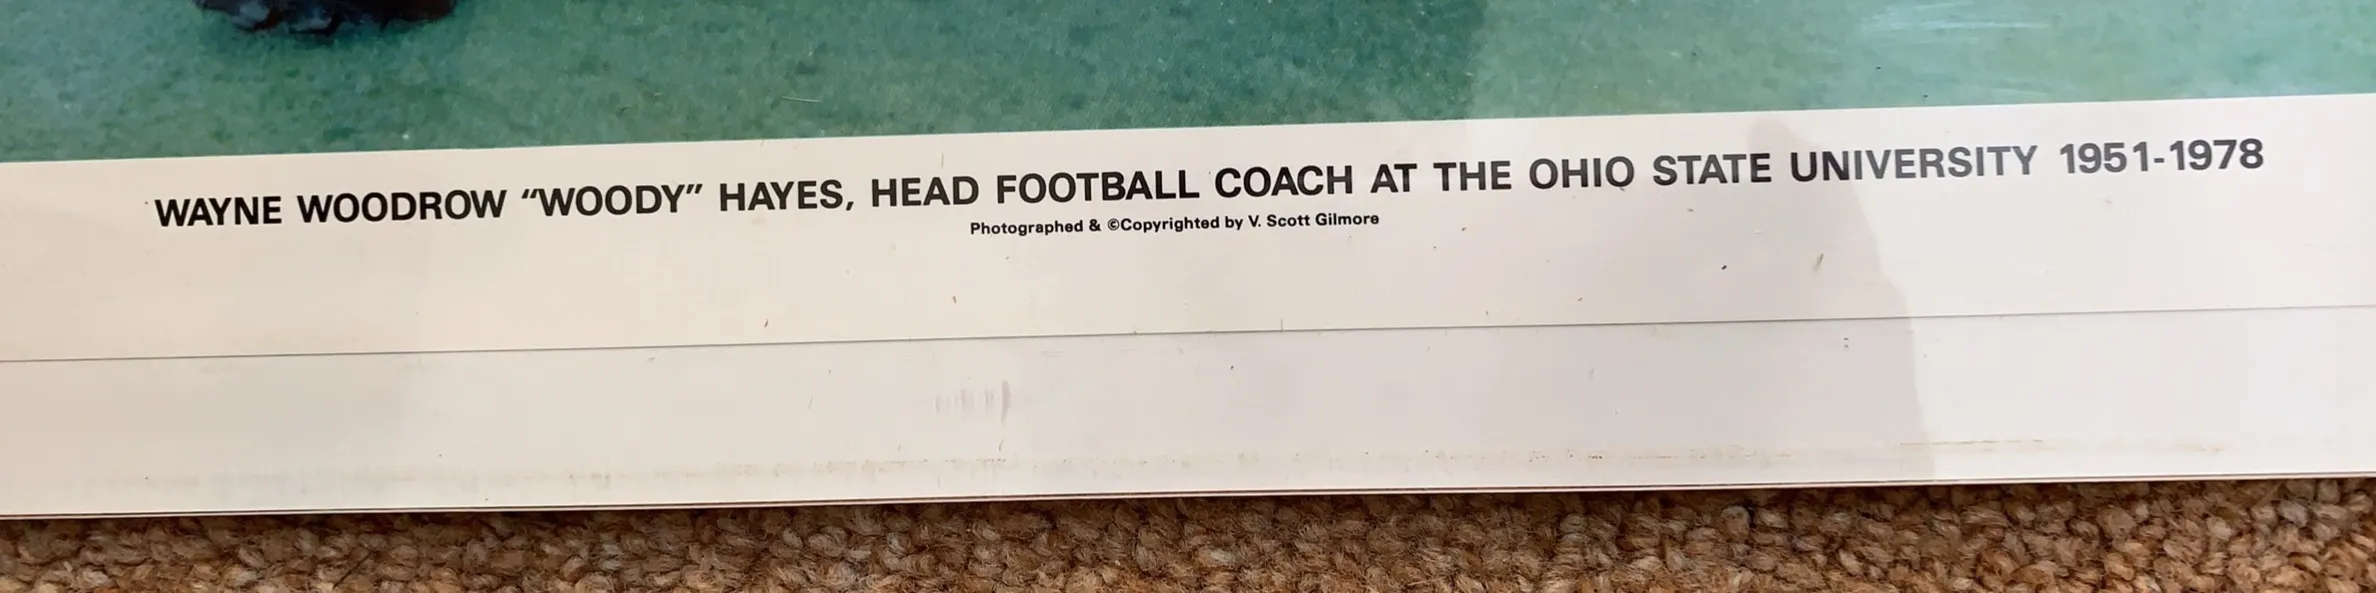 WAYNE WOODROW “WOODY” HAYES, HEAD FOOTBALL COACH AT THE OHIO STATE UNIVERSITY 1951-1978
Photographed & ©Copyrighted by V. Scott Gilmore